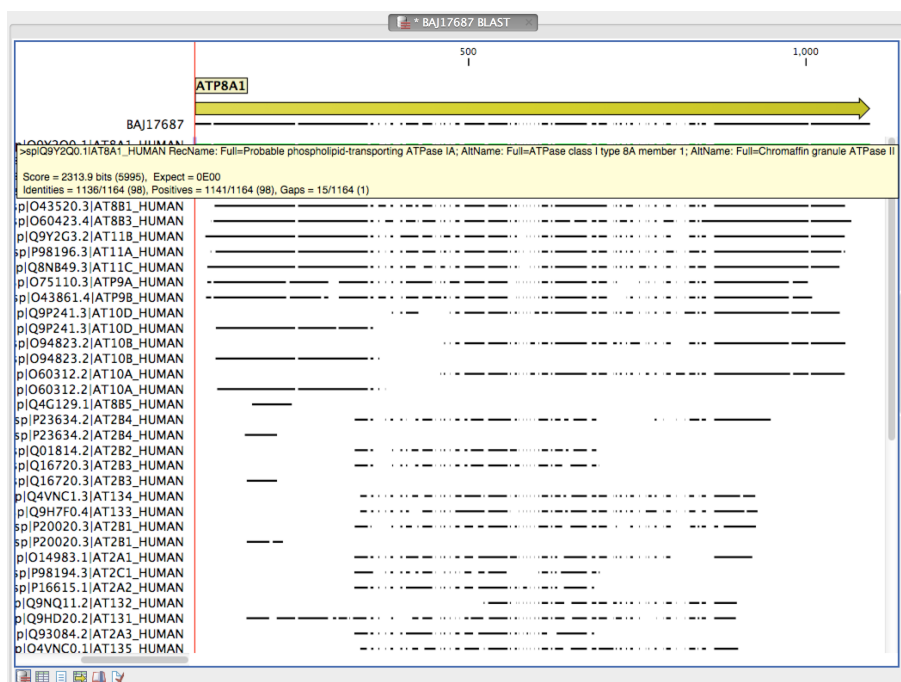 * BAJ17687 BLAST
500 1,000
ATP8A1
BAJ17687
>sp|Q9Y2Q0.1|AT8A1_HUMAN RecName: Full=Probable phospholipid-transporting ATPase IA; AltName: Full=ATPase class I type 8A member 1; AltName: Full=Chromaffin granule ATPase II
Score = 2313.9 bits (5995), Expect = 0E00
Identities = 1136/1164 (98), Positives = 1141/1164 (98), Gaps = 15/1164 (1)
sp|O43520.3|AT8B1_HUMAN
sp|O60423.4|AT8B3_HUMAN
p|Q9Y2G3.2|AT11B_HUMAN
sp|P98196.3|AT11A_HUMAN
p|Q8NB49.3|AT11C_HUMAN
p|O75110.3|ATP9A_HUMAN
p|O43861.4|ATP9B_HUMAN
p|Q9P241.3|AT10D_HUMAN
p|Q9P241.3|AT10D_HUMAN
p|O94823.2|AT10B_HUMAN
p|O94823.2|AT10B_HUMAN
p|O60312.2|AT10A_HUMAN
p|O60312.2|AT10A_HUMAN
p|Q4G129.1|AT8B5_HUMAN
sp|P23634.2|AT2B4_HUMAN
sp|P23634.2|AT2B4_HUMAN
sp|Q01814.2|AT2B2_HUMAN
sp|Q16720.3|AT2B3_HUMAN
sp|Q16720.3|AT2B3_HUMAN
p|Q4VNC1.3|AT134_HUMAN
p|Q9H7F0.4|AT133_HUMAN
sp|P20020.3|AT2B1_HUMAN
sp|P20020.3|AT2B1_HUMAN
p|O14983.1|AT2A1_HUMAN
sp|P98194.3|AT2C1_HUMAN
sp|P16615.1|AT2A2_HUMAN
p|Q9NQ11.2|AT132_HUMAN
p|Q9HD20.2|AT131_HUMAN
p|Q93084.2|AT2A3_HUMAN
p|Q4VNC0.1|AT135_HUMAN